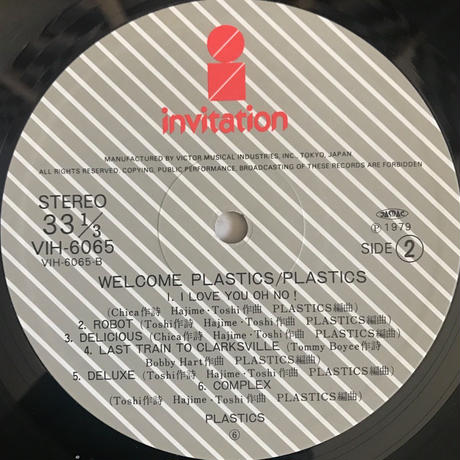 invitation
MANUFACTURED BY VICTOR MUSICAL INDUSTRIES, INC., TOKYO, JAPAN
ALL RIGHTS RESERVED, COPYING, PUBLIC PERFORMANCE, BROADCASTING OF THESE RECORDS ARE FORBIDDEN
STEREO
33 1/3
VIH-6065
VIH-6065-B
JASRAC
Ⓟ 1979
SIDE 2
WELCOME PLASTICS/PLASTICS
1. I LOVE YOU OH NO!
(Chica作詩 Hajime・Toshi作曲 PLASTICS編曲)
2. ROBOT (Toshi作詩 Hajime・Toshi作曲 PLASTICS編曲)
3. DELICIOUS (Chica作詩 Hajime・Toshi作曲 PLASTICS編曲)
4. LAST TRAIN TO CLARKSVILLE (Tommy Boyce作詩
Bobby Hart作曲 PLASTICS編曲)
5. DELUXE (Toshi作詩 Hajime・Toshi作曲 PLASTICS編曲)
6. COMPLEX
(Toshi作詩 Hajime・Toshi作曲 PLASTICS編曲)
PLASTICS
⑥